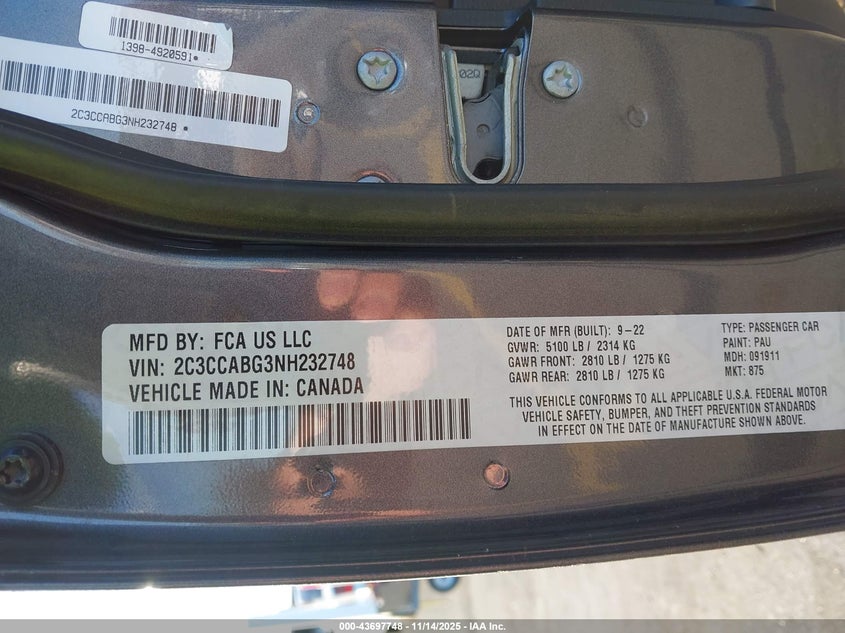 1398-4920591*
2C3CCABG3NH232748 *
02Q
MFD BY: FCA US LLC
VIN: 2C3CCABG3NH232748
VEHICLE MADE IN: CANADA
DATE OF MFR (BUILT): 9-22
GVWR: 5100 LB / 2314 KG
GAWR FRONT: 2810 LB / 1275 KG
GAWR REAR: 2810 LB / 1275 KG
TYPE: PASSENGER CAR
PAINT: PAU
MDH: 091911
MKT: 875
THIS VEHICLE CONFORMS TO ALL APPLICABLE U.S.A. FEDERAL MOTOR
VEHICLE SAFETY, BUMPER, AND THEFT PREVENTION STANDARDS
IN EFFECT ON THE DATE OF MANUFACTURE SHOWN ABOVE.
000-43697748 - 11/14/2025 - IAA Inc.